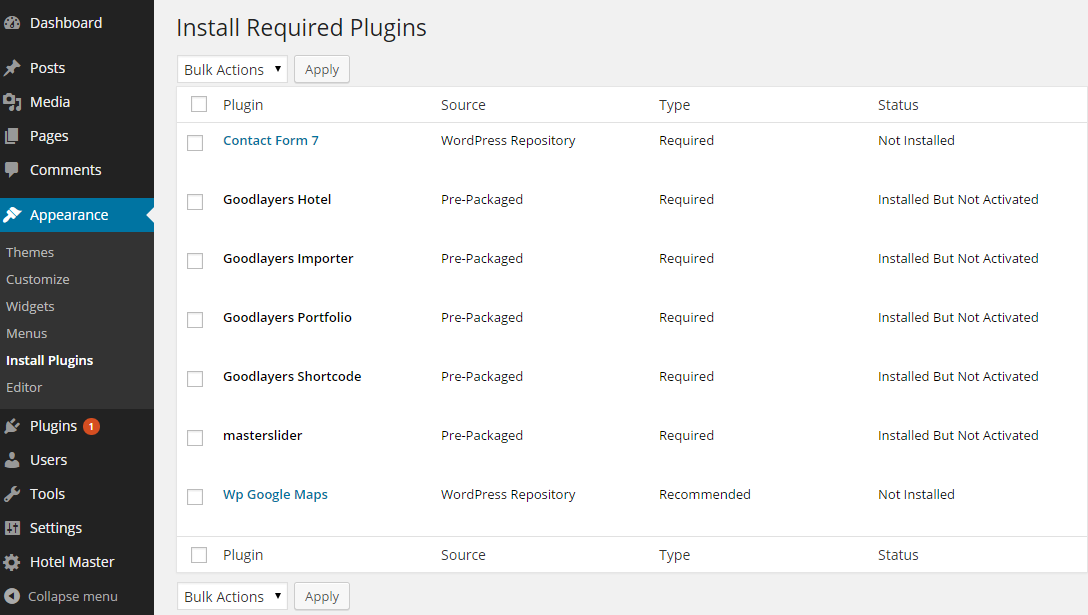 Dashboard
Posts
Media
Pages
Comments
Appearance
Themes
Customize
Widgets
Menus
Install Plugins
Editor
Plugins 1
Users
Tools
Settings
Hotel Master
Collapse menu
Install Required Plugins
Bulk Actions Apply
Plugin Source Type Status
Contact Form 7 WordPress Repository Required Not Installed
Goodlayers Hotel Pre-Packaged Required Installed But Not Activated
Goodlayers Importer Pre-Packaged Required Installed But Not Activated
Goodlayers Portfolio Pre-Packaged Required Installed But Not Activated
Goodlayers Shortcode Pre-Packaged Required Installed But Not Activated
masterslider Pre-Packaged Required Installed But Not Activated
Wp Google Maps WordPress Repository Recommended Not Installed
Plugin Source Type Status
Bulk Actions Apply